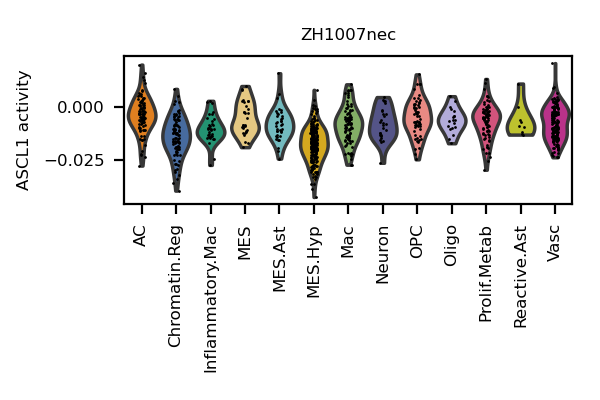 ZH1007nec
ASCL1 activity
0.000
−0.025
AC
Chromatin.Reg
Inflammatory.Mac
MES
MES.Ast
MES.Hyp
Mac
Neuron
OPC
Oligo
Prolif.Metab
Reactive.Ast
Vasc